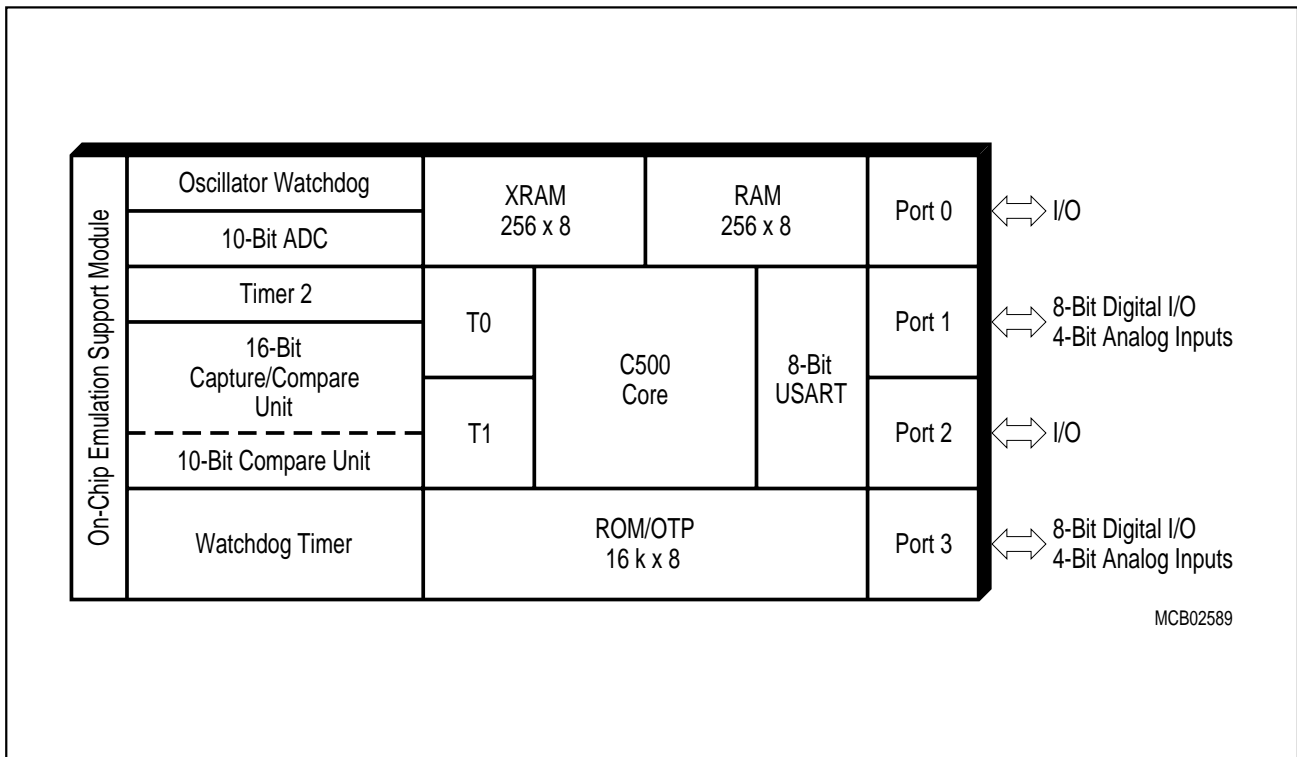 On-Chip Emulation Support Module
Oscillator Watchdog
10-Bit ADC
Timer 2
16-Bit
Capture/Compare
Unit
10-Bit Compare Unit
Watchdog Timer
XRAM
256 x 8
RAM
256 x 8
T0
T1
C500
Core
8-Bit
USART
ROM/OTP
16 k x 8
Port 0
I/O
Port 1
8-Bit Digital I/O
4-Bit Analog Inputs
Port 2
I/O
Port 3
8-Bit Digital I/O
4-Bit Analog Inputs
MCB02589